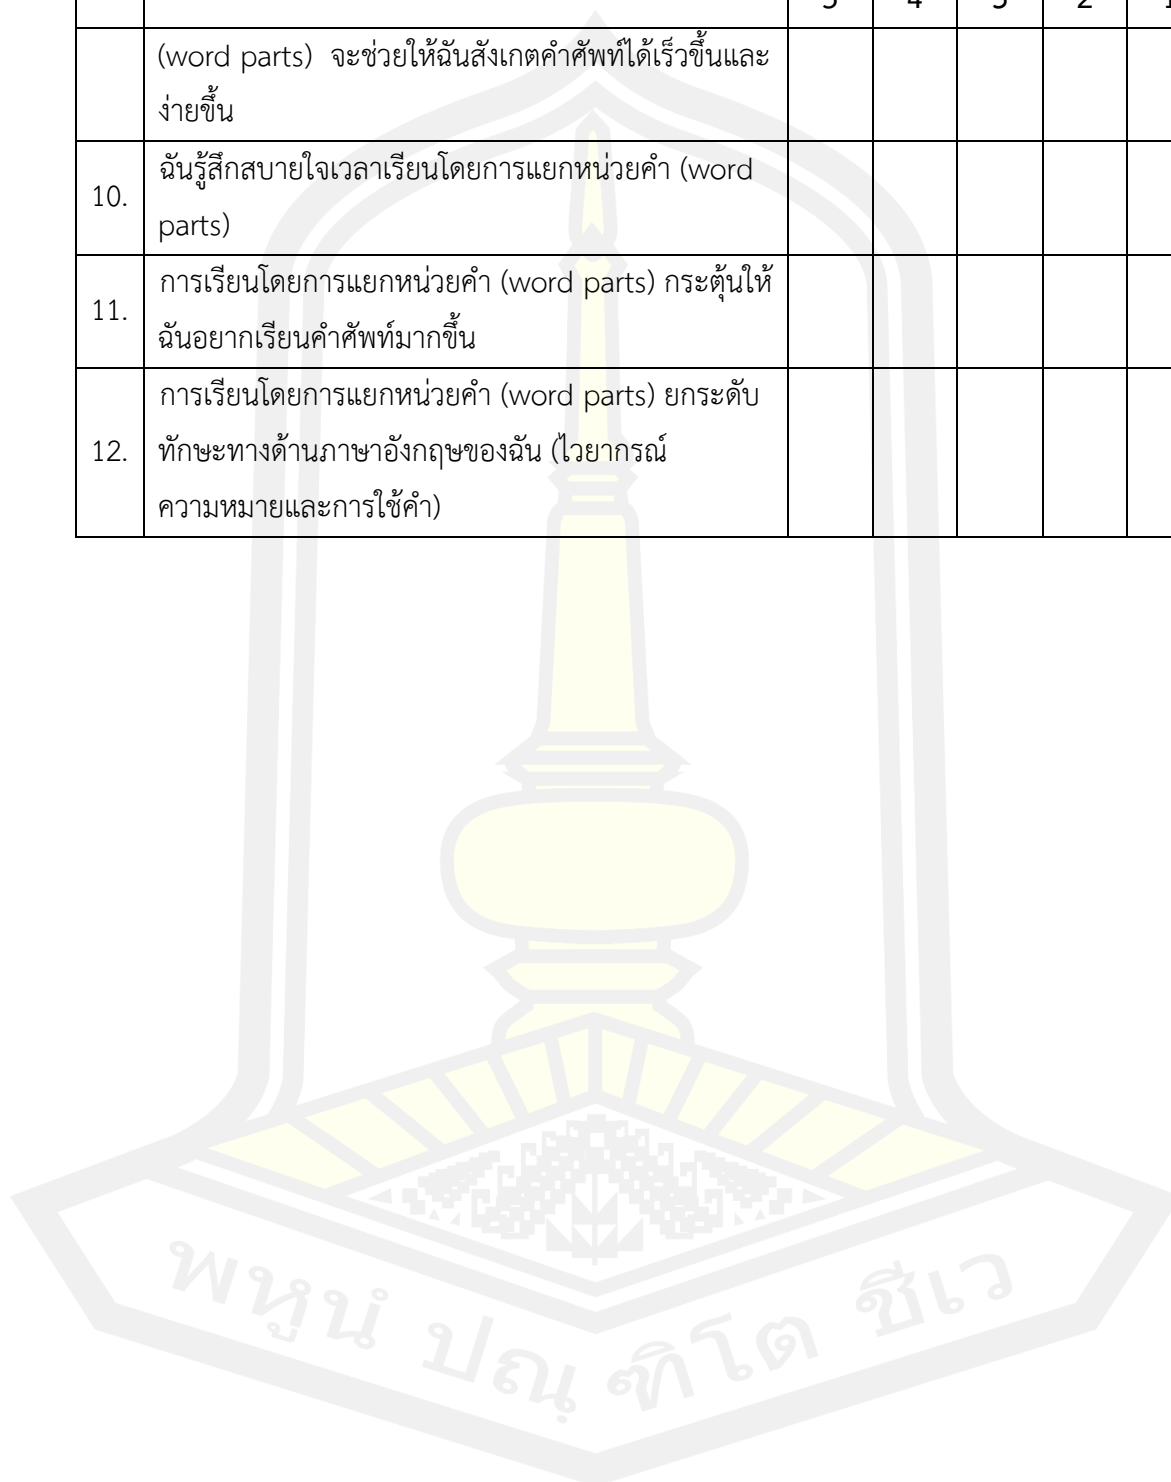 5 4 3 2 1
(word parts) จะช่วยให้ฉันสังเกตคำศัพท์ได้เร็วขึ้นและ
ง่ายขึ้น
10. ฉันรู้สึกสบายใจเวลาเรียนโดยการแยกหน่วยคำ (word
parts)
11. การเรียนโดยการแยกหน่วยคำ (word parts) กระตุ้นให้
ฉันอยากเรียนคำศัพท์มากขึ้น
การเรียนโดยการแยกหน่วยคำ (word parts) ยกระดับ
12. ทักษะทางด้านภาษาอังกฤษของฉัน (ไวยากรณ์
ความหมายและการใช้คำ)
พหูนํ ปณฺฑิโต ชีเว